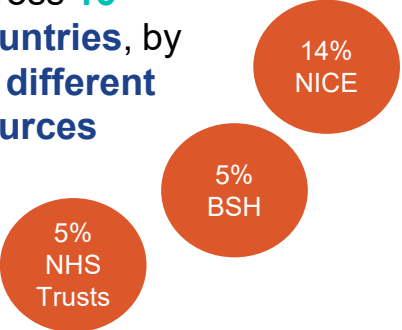 untries, by
different
urces
14%
NICE
5%
BSH
5%
NHS
Trusts